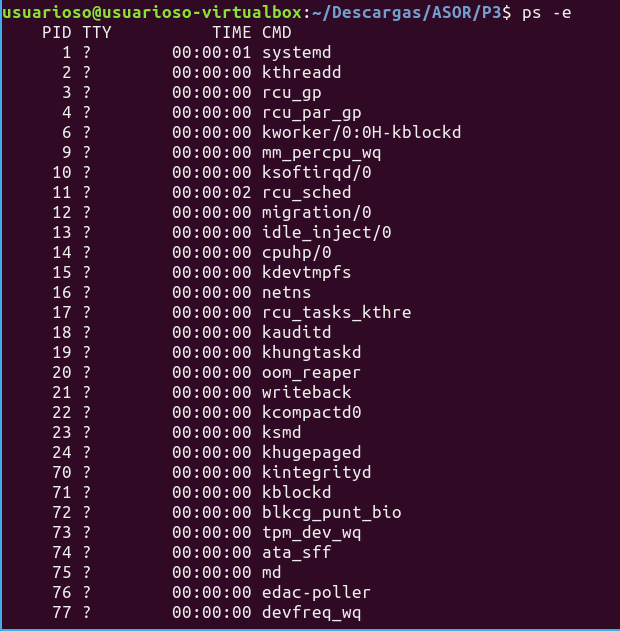 usuarioso@usuarioso-virtualbox:~/Descargas/ASOR/P3$ ps -e
    PID TTY          TIME CMD
      1 ?        00:00:01 systemd
      2 ?        00:00:00 kthreadd
      3 ?        00:00:00 rcu_gp
      4 ?        00:00:00 rcu_par_gp
      6 ?        00:00:00 kworker/0:0H-kblockd
      9 ?        00:00:00 mm_percpu_wq
     10 ?        00:00:00 ksoftirqd/0
     11 ?        00:00:02 rcu_sched
     12 ?        00:00:00 migration/0
     13 ?        00:00:00 idle_inject/0
     14 ?        00:00:00 cpuhp/0
     15 ?        00:00:00 kdevtmpfs
     16 ?        00:00:00 netns
     17 ?        00:00:00 rcu_tasks_kthre
     18 ?        00:00:00 kauditd
     19 ?        00:00:00 khungtaskd
     20 ?        00:00:00 oom_reaper
     21 ?        00:00:00 writeback
     22 ?        00:00:00 kcompactd0
     23 ?        00:00:00 ksmd
     24 ?        00:00:00 khugepaged
     70 ?        00:00:00 kintegrityd
     71 ?        00:00:00 kblockd
     72 ?        00:00:00 blkcg_punt_bio
     73 ?        00:00:00 tpm_dev_wq
     74 ?        00:00:00 ata_sff
     75 ?        00:00:00 md
     76 ?        00:00:00 edac-poller
     77 ?        00:00:00 devfreq_wq